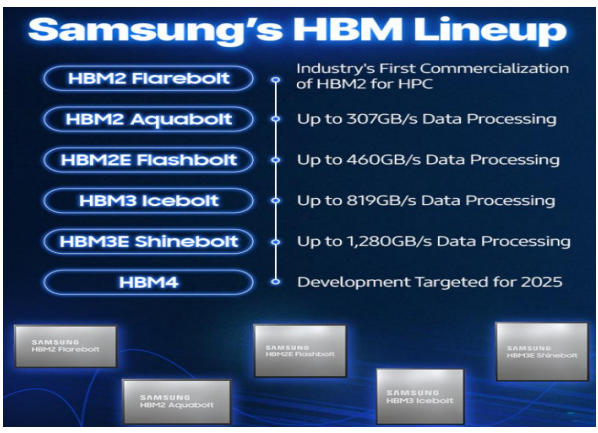 Samsung's HBM Lineup
HBM2 Flarebolt
Industry's First Commercialization
of HBM2 for HPC
HBM2 Aquabolt
Up to 307GB/s Data Processing
HBM2E Flashbolt
Up to 460GB/s Data Processing
HBM3 Icebolt
Up to 819GB/s Data Processing
HBM3E Shinebolt
Up to 1,280GB/s Data Processing
HBM4
Development Targeted for 2025
SAMSUNG
HBM2 Flarebolt
SAMSUNG
HBM2 Aquabolt
SAMSUNG
HBM2E Flashbolt
SAMSUNG
HBM3 Icebolt
SAMSUNG
HBM3E Shinebolt